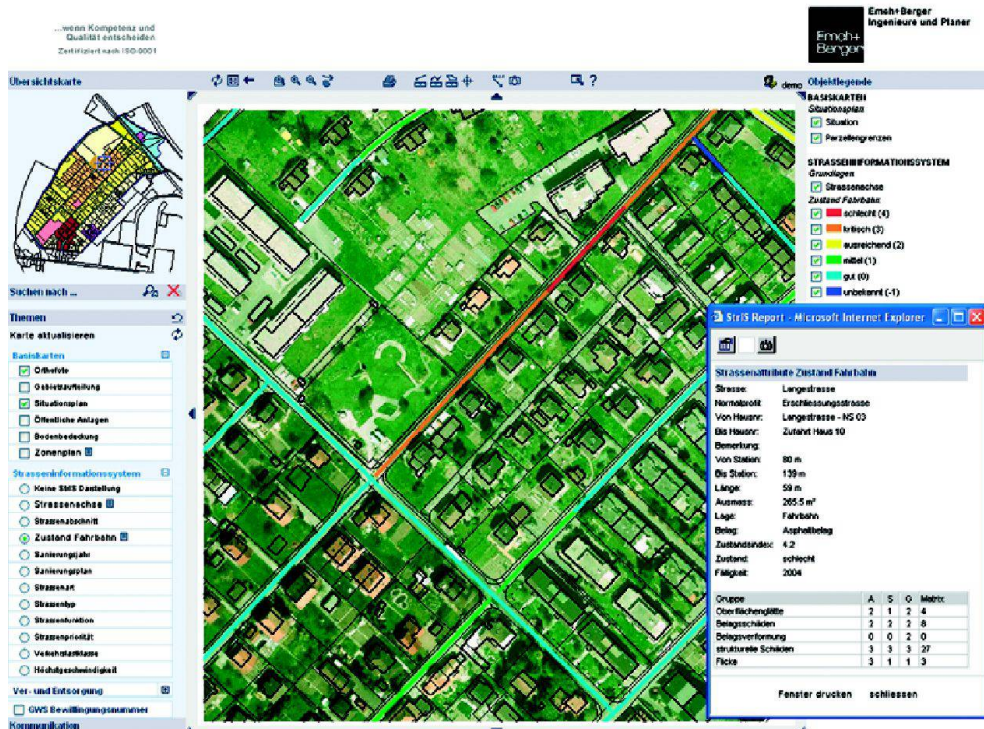 ...wenn Kompetenz und
Qualität entscheiden
Zertifiziert nach ISO-9001
Emch+Berger
Ingenieure und Planer
Emch+
Berger
Übersichtskarte
?
demo
Objektlegende
BASISKARTEN
Situationsplan
Situation
Parzellengrenzen
STRASSENINFORMATIONSSYSTEM
Grundlagen
Strassenachse
Zustand Fahrbahn
schlecht (4)
kritisch (3)
ausreichend (2)
mittel (1)
gut (0)
unbekannt (-1)
Suchen nach ...
Themen
Karte aktualisieren
Basiskarten
Orthofoto
Gebietsaufteilung
Situationsplan
Öffentliche Anlagen
Bodenbedeckung
Zonenplan
Strasseninformationssystem
Keine StrIS Darstellung
Strassenachse
Strassenabschnitt
Zustand Fahrbahn
Sanierungsjahr
Sanierungsplan
Strassenart
Strassentyp
Strassenfunktion
Strassenpriorität
Verkehrslastklasse
Höchstgeschwindigkeit
Ver- und Entsorgung
GWS Bewilligungsnummer
Kommunikation
StrIS Report - Microsoft Internet Explorer
Strassenattribute Zustand Fahrbahn
Strasse: Langestrasse
Normalprofil: Erschliessungsstrasse
Von Hausnr: Langestrasse - NS 03
Bis Hausnr: Zufahrt Haus 10
Bemerkung:
Von Station: 80 m
Bis Station: 139 m
Länge: 59 m
Ausmass: 265.5 m²
Lage: Fahrbahn
Belag: Asphaltbelag
Zustandsindex: 4.2
Zustand: schlecht
Fälligkeit: 2004
Gruppe A S G Matrix
Oberflächenglätte 2 1 2 4
Belagsschäden 2 2 2 8
Belagsverformung 0 0 2 0
strukturelle Schäden 3 3 3 27
Flicke 3 1 1 3
Fenster drucken schliessen